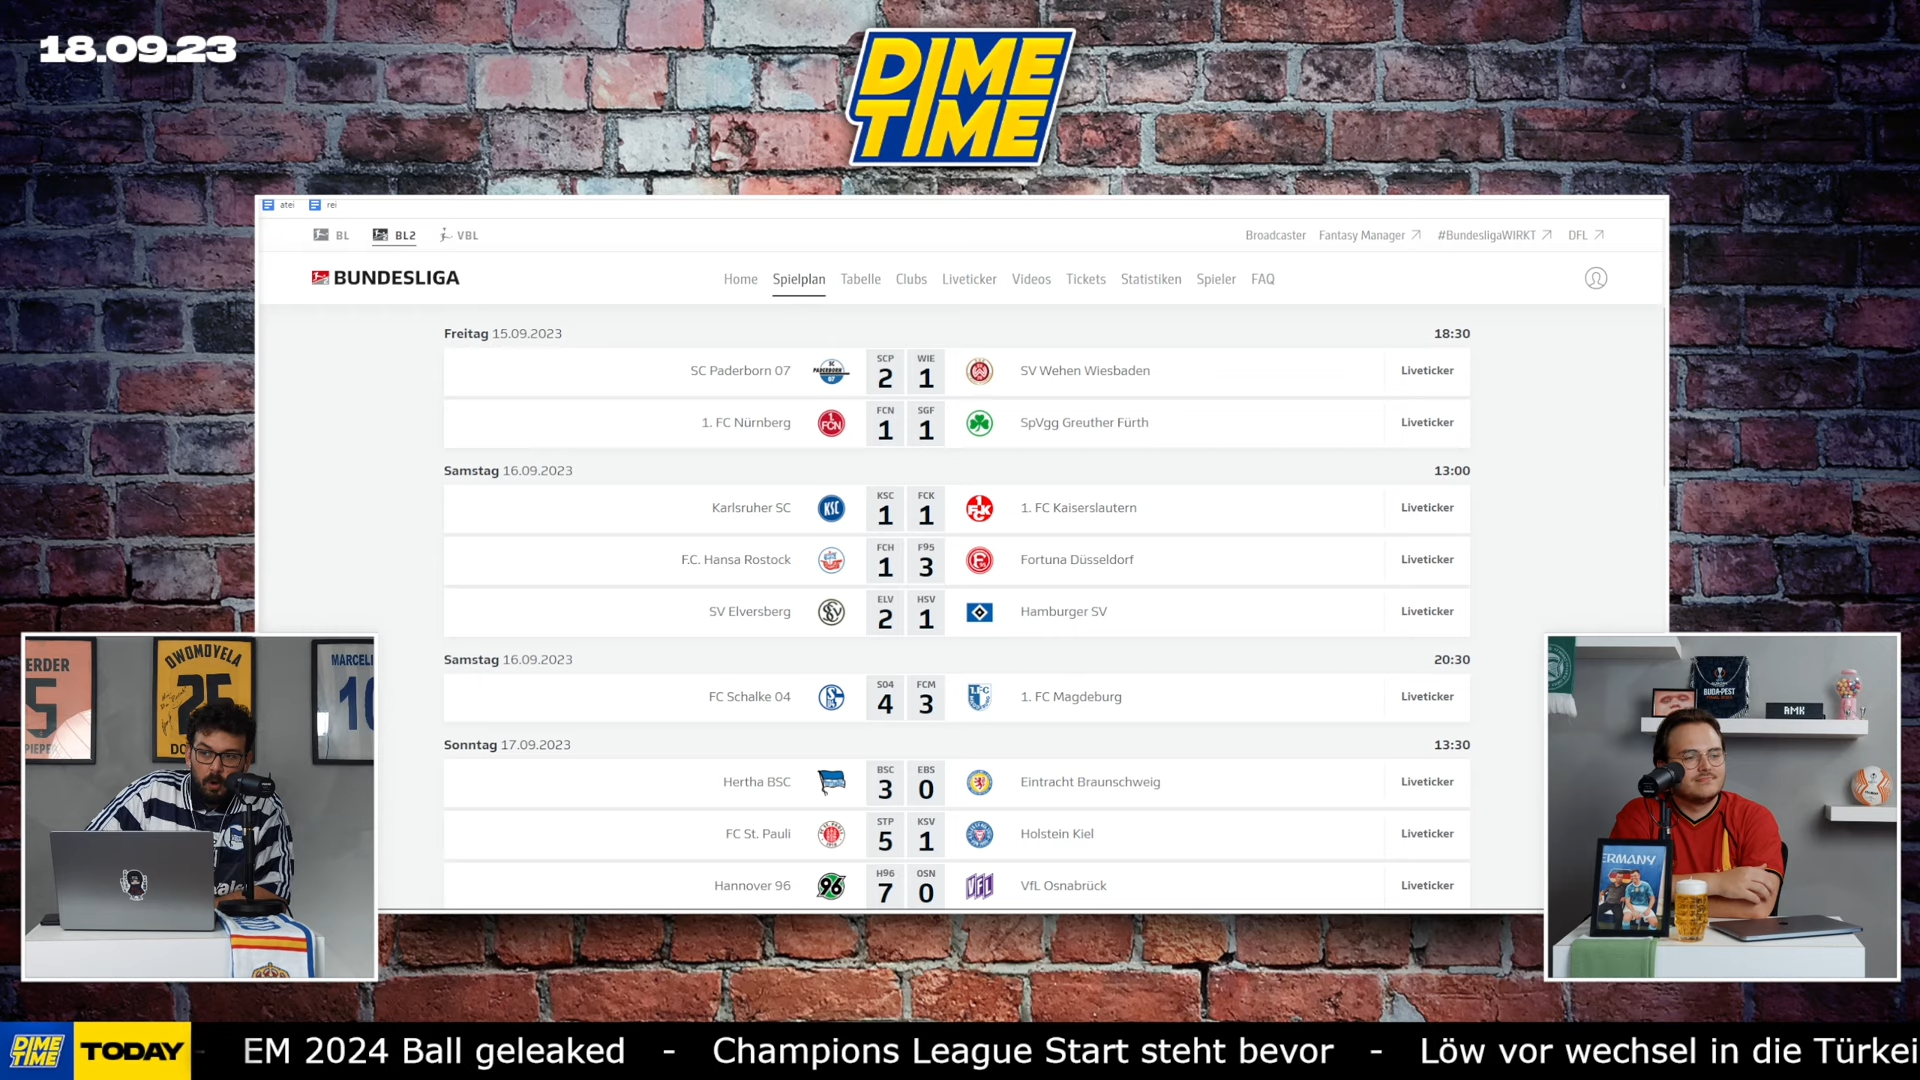 18.09.23
DIME TIME
atei rei
BL BL2 VBL
Broadcaster Fantasy Manager #BundesligaWIRKT DFL
BUNDESLIGA
Home Spielplan Tabelle Clubs Liveticker Videos Tickets Statistiken Spieler FAQ
Freitag 15.09.2023 18:30
SC Paderborn 07 SCP 2 WIE 1 SV Wehen Wiesbaden Liveticker
1. FC Nürnberg FCN 1 SGF 1 SpVgg Greuther Fürth Liveticker
Samstag 16.09.2023 13:00
Karlsruher SC KSC 1 FCK 1 1. FC Kaiserslautern Liveticker
F.C. Hansa Rostock FCH 1 F95 3 Fortuna Düsseldorf Liveticker
SV Elversberg ELV 2 HSV 1 Hamburger SV Liveticker
Samstag 16.09.2023 20:30
FC Schalke 04 S04 4 FCM 3 1. FC Magdeburg Liveticker
Sonntag 17.09.2023 13:30
Hertha BSC BSC 3 EBS 0 Eintracht Braunschweig Liveticker
FC St. Pauli STP 5 KSV 1 Holstein Kiel Liveticker
Hannover 96 H96 7 OSN 0 VfL Osnabrück Liveticker
ERDER
5
PIEPER
OWOMOYELA
25
MARCELI
10
BUDAPEST
AMK
ERMANY
DIME TIME TODAY - EM 2024 Ball geleaked - Champions League Start steht bevor - Löw vor wechsel in die Türkei